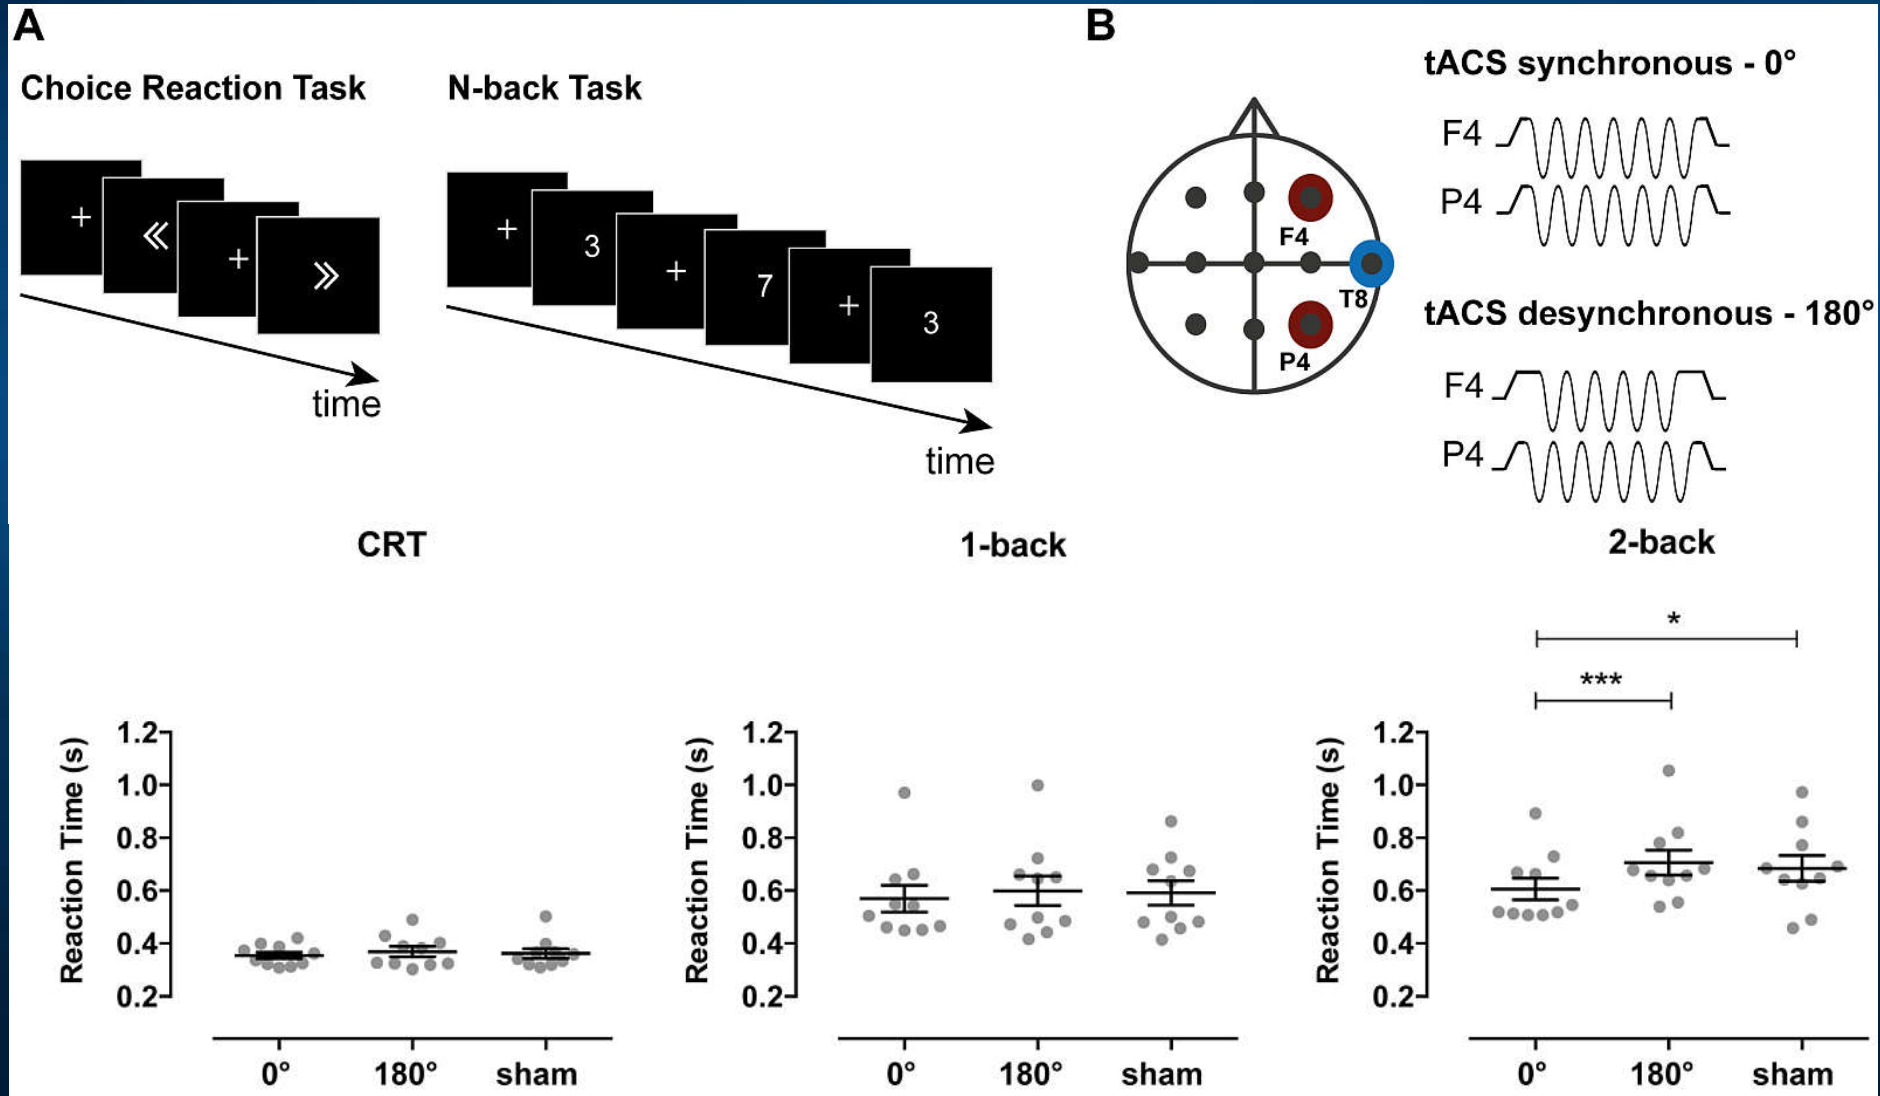 A
Choice Reaction Task
+
«
+
»
time
N-back Task
+
3
+
7
+
3
time
B
F4
T8
P4
tACS synchronous - 0°
F4
P4
tACS desynchronous - 180°
F4
P4
CRT
Reaction Time (s)
1.2
1.0
0.8
0.6
0.4
0.2
0° 180° sham
1-back
Reaction Time (s)
1.2
1.0
0.8
0.6
0.4
0.2
0° 180° sham
2-back
*
***
Reaction Time (s)
1.2
1.0
0.8
0.6
0.4
0.2
0° 180° sham